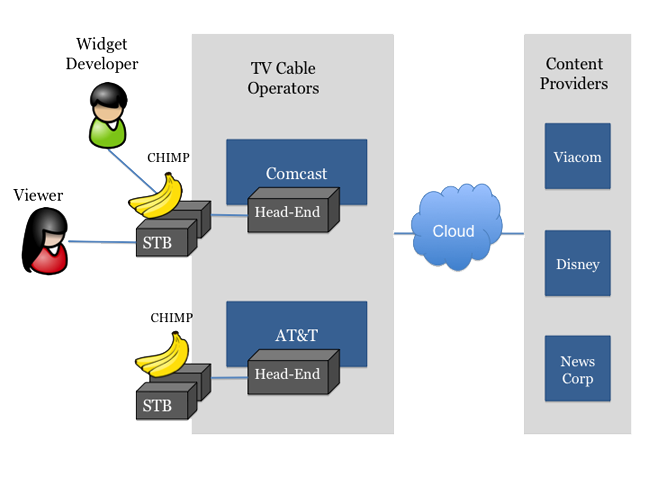 Widget
Developer
Viewer
CHIMP
STB
CHIMP
STB
TV Cable
Operators
Comcast
Head-End
AT&T
Head-End
Cloud
Content
Providers
Viacom
Disney
News
Corp